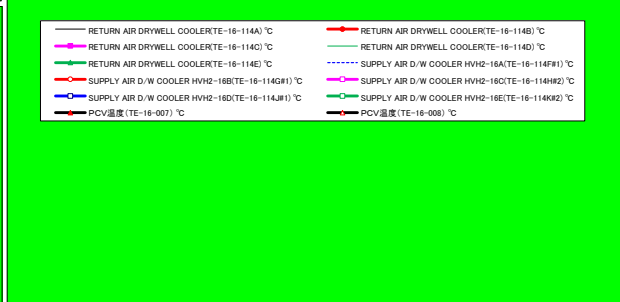 RETURN AIR DRYWELL COOLER(TE-16-114A) ℃ RETURN AIR DRYWELL COOLER(TE-16-114B) ℃
RETURN AIR DRYWELL COOLER(TE-16-114C) ℃ RETURN AIR DRYWELL COOLER(TE-16-114D) ℃
RETURN AIR DRYWELL COOLER(TE-16-114E) ℃ SUPPLY AIR D/W COOLER HVH2-16A(TE-16-114F#1) ℃
SUPPLY AIR D/W COOLER HVH2-16B(TE-16-114G#1) ℃ SUPPLY AIR D/W COOLER HVH2-16C(TE-16-114H#2) ℃
SUPPLY AIR D/W COOLER HVH2-16D(TE-16-114J#1) ℃ SUPPLY AIR D/W COOLER HVH2-16E(TE-16-114K#2) ℃
PCV温度(TE-16-007) ℃ PCV温度(TE-16-008) ℃